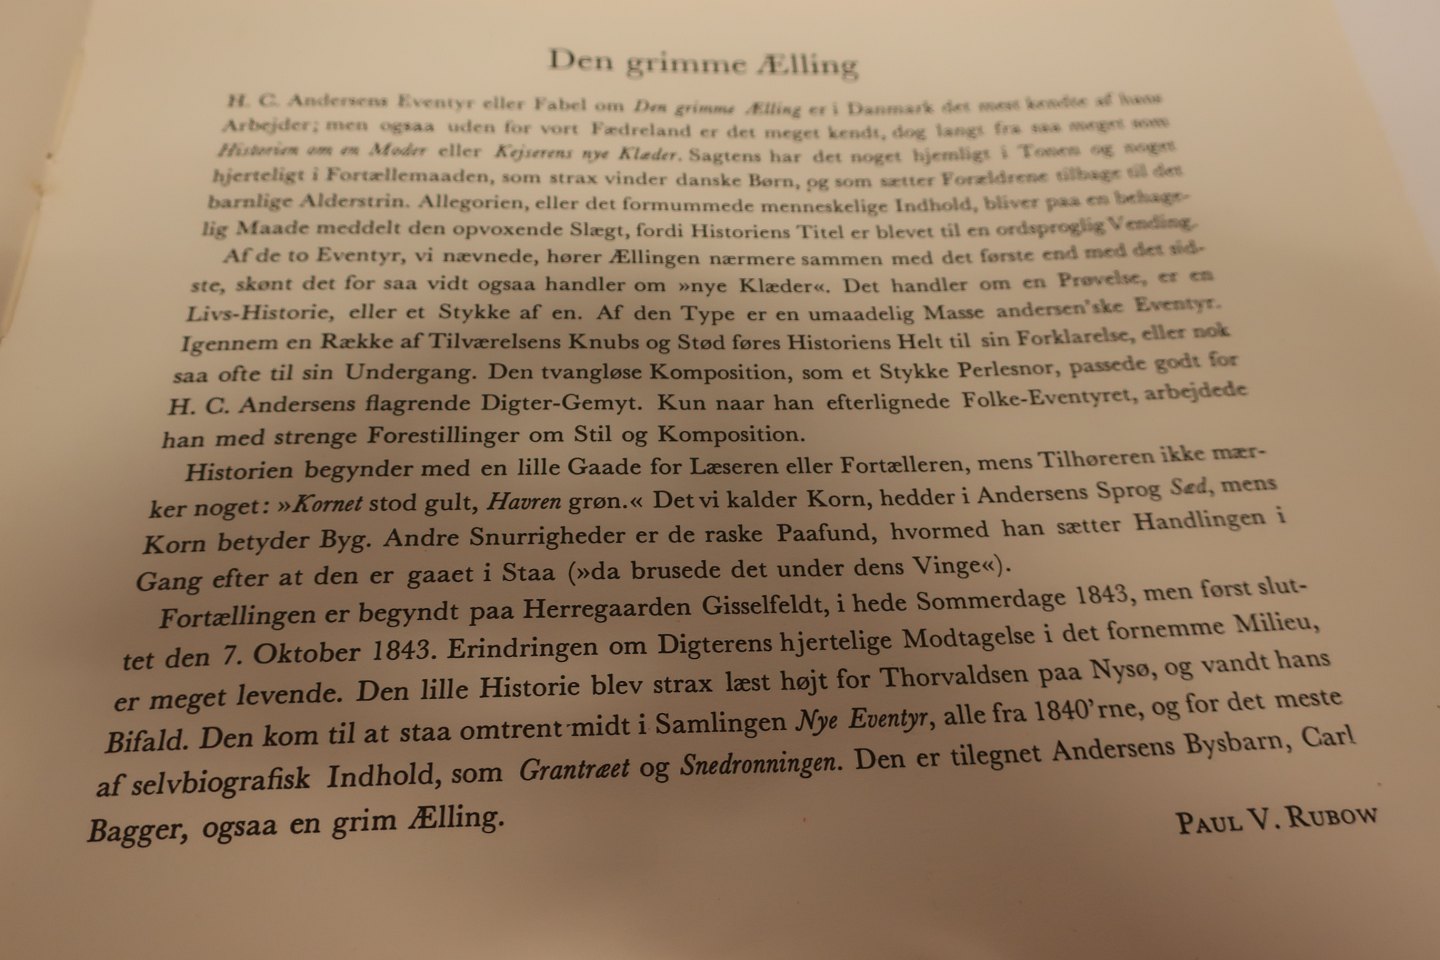 Den grimme Ælling
H. C. Andersens Eventyr eller Fabel om Den grimme Ælling er i Danmark det mest kendte af hans
Arbejder; men ogsaa uden for vort Fædreland er det meget kendt, dog langt fra saa meget som
Historien om en Moder eller Kejserens nye Klæder. Sagtens har det noget hjemligt i Tonen og noget
hjerteligt i Fortællemaaden, som strax vinder danske Børn, og som sætter Forældrene tilbage til det
barnlige Alderstrin. Allegorien, eller det formummede menneskelige Indhold, bliver paa en behage-
lig Maade meddelt den opvoxende Slægt, fordi Historiens Titel er blevet til en ordsproglig Vending.
Af de to Eventyr, vi nævnede, hører Ællingen nærmere sammen med det første end med det sid-
ste, skønt det for saa vidt ogsaa handler om »nye Klæder«. Det handler om en Prøvelse, er en
Livs-Historie, eller et Stykke af en. Af den Type er en umaadelig Masse andersen'ske Eventyr.
Igennem en Række af Tilværelsens Knubs og Stød føres Historiens Helt til sin Forklarelse, eller nok
saa ofte til sin Undergang. Den tvangløse Komposition, som et Stykke Perlesnor, passede godt for
H. C. Andersens flagrende Digter-Gemyt. Kun naar han efterlignede Folke-Eventyret, arbejdede
han med strenge Forestillinger om Stil og Komposition.
Historien begynder med en lille Gaade for Læseren eller Fortælleren, mens Tilhøreren ikke mær-
ker noget: »Kornet stod gult, Havren grøn.« Det vi kalder Korn, hedder i Andersens Sprog Sæd, mens
Korn betyder Byg. Andre Snurrigheder er de raske Paafund, hvormed han sætter Handlingen i
Gang efter at den er gaaet i Staa (»da brusede det under dens Vinge«).
Fortællingen er begyndt paa Herregaarden Gisselfeldt, i hede Sommerdage 1843, men først slut-
tet den 7. Oktober 1843. Erindringen om Digterens hjertelige Modtagelse i det fornemme Milieu,
er meget levende. Den lille Historie blev strax læst højt for Thorvaldsen paa Nysø, og vandt hans
Bifald. Den kom til at staa omtrent midt i Samlingen Nye Eventyr, alle fra 1840'rne, og for det meste
af selvbiografisk Indhold, som Grantræet og Snedronningen. Den er tilegnet Andersens Bysbarn, Carl
Bagger, ogsaa en grim Ælling.
PAUL V. RUBOW